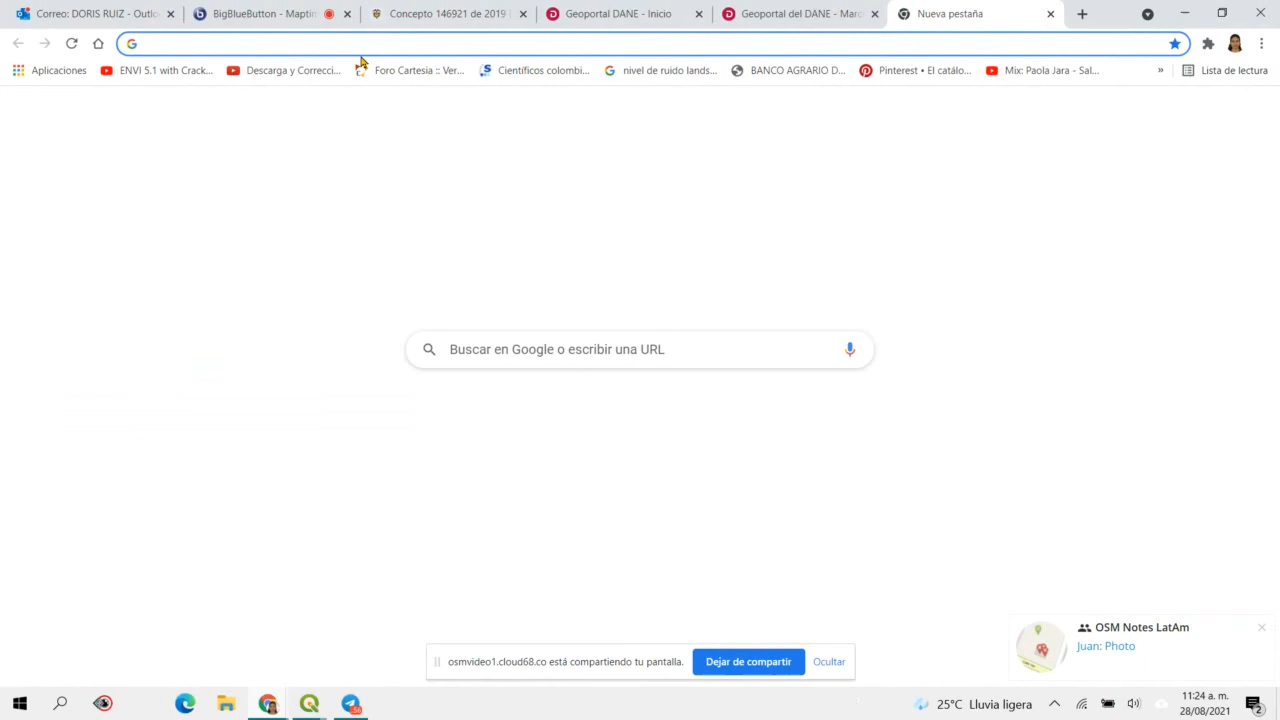 Correo: DORIS RUIZ - Outlo
BigBlueButton - Maptin
Concepto 146921 de 2019
Geoportal DANE - Inicio
Geoportal del DANE - Marc
Nueva pestaña
Aplicaciones
ENVI 5.1 with Crack...
Descarga y Correcci...
Foro Cartesia :: Ver...
Científicos colombi...
nivel de ruido lands...
BANCO AGRARIO D...
Pinterest • El catálo...
Mix: Paola Jara - Sal...
»
Lista de lectura
Buscar en Google o escribir una URL
OSM Notes LatAm
Juan: Photo
osmvideo1.cloud68.co está compartiendo tu pantalla.
Dejar de compartir
Ocultar
56
25°C Lluvia ligera
11:24 a. m.
28/08/2021
2